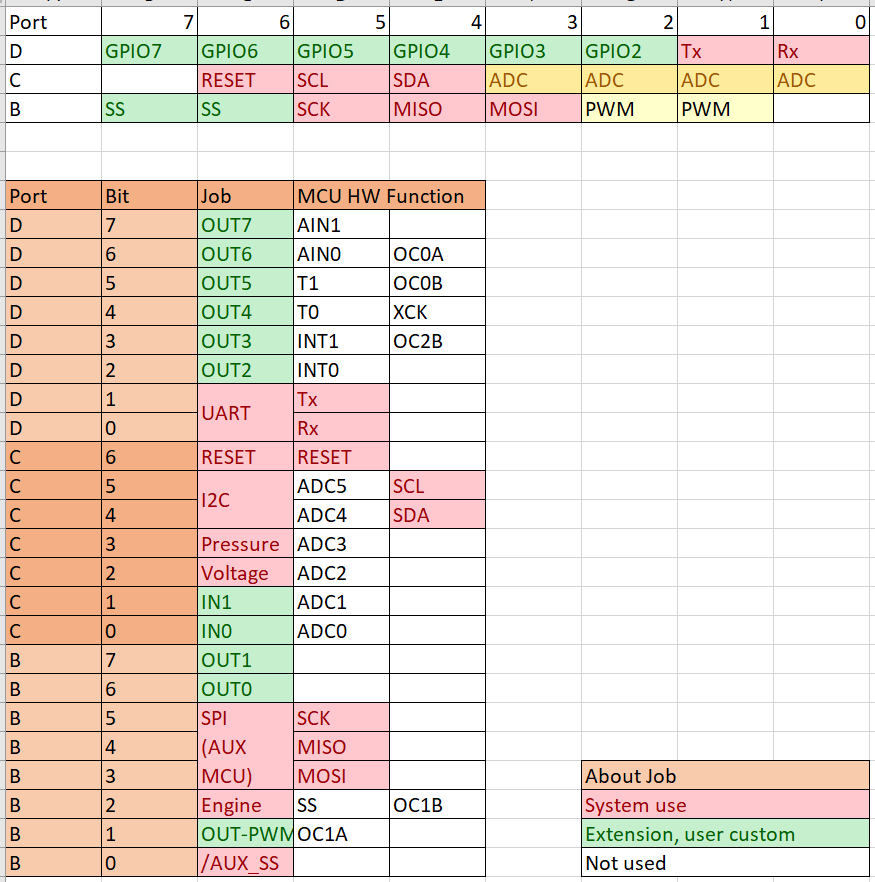 Port 7 6 5 4 3 2 1 0
D GPIO7 GPIO6 GPIO5 GPIO4 GPIO3 GPIO2 Tx Rx
C RESET SCL SDA ADC ADC ADC ADC
B SS SS SCK MISO MOSI PWM PWM
Port Bit Job MCU HW Function
D 7 OUT7 AIN1
D 6 OUT6 AIN0 OC0A
D 5 OUT5 T1 OC0B
D 4 OUT4 T0 XCK
D 3 OUT3 INT1 OC2B
D 2 OUT2 INT0
D 1 UART Tx
D 0 Rx
C 6 RESET RESET
C 5 I2C ADC5 SCL
C 4 ADC4 SDA
C 3 Pressure ADC3
C 2 Voltage ADC2
C 1 IN1 ADC1
C 0 IN0 ADC0
B 7 OUT1
B 6 OUT0
B 5 SPI SCK
B 4 (AUX MISO
B 3 MCU) MOSI
B 2 Engine SS OC1B
B 1 OUT-PWM OC1A
B 0 /AUX_SS
About Job
System use
Extension, user custom
Not used